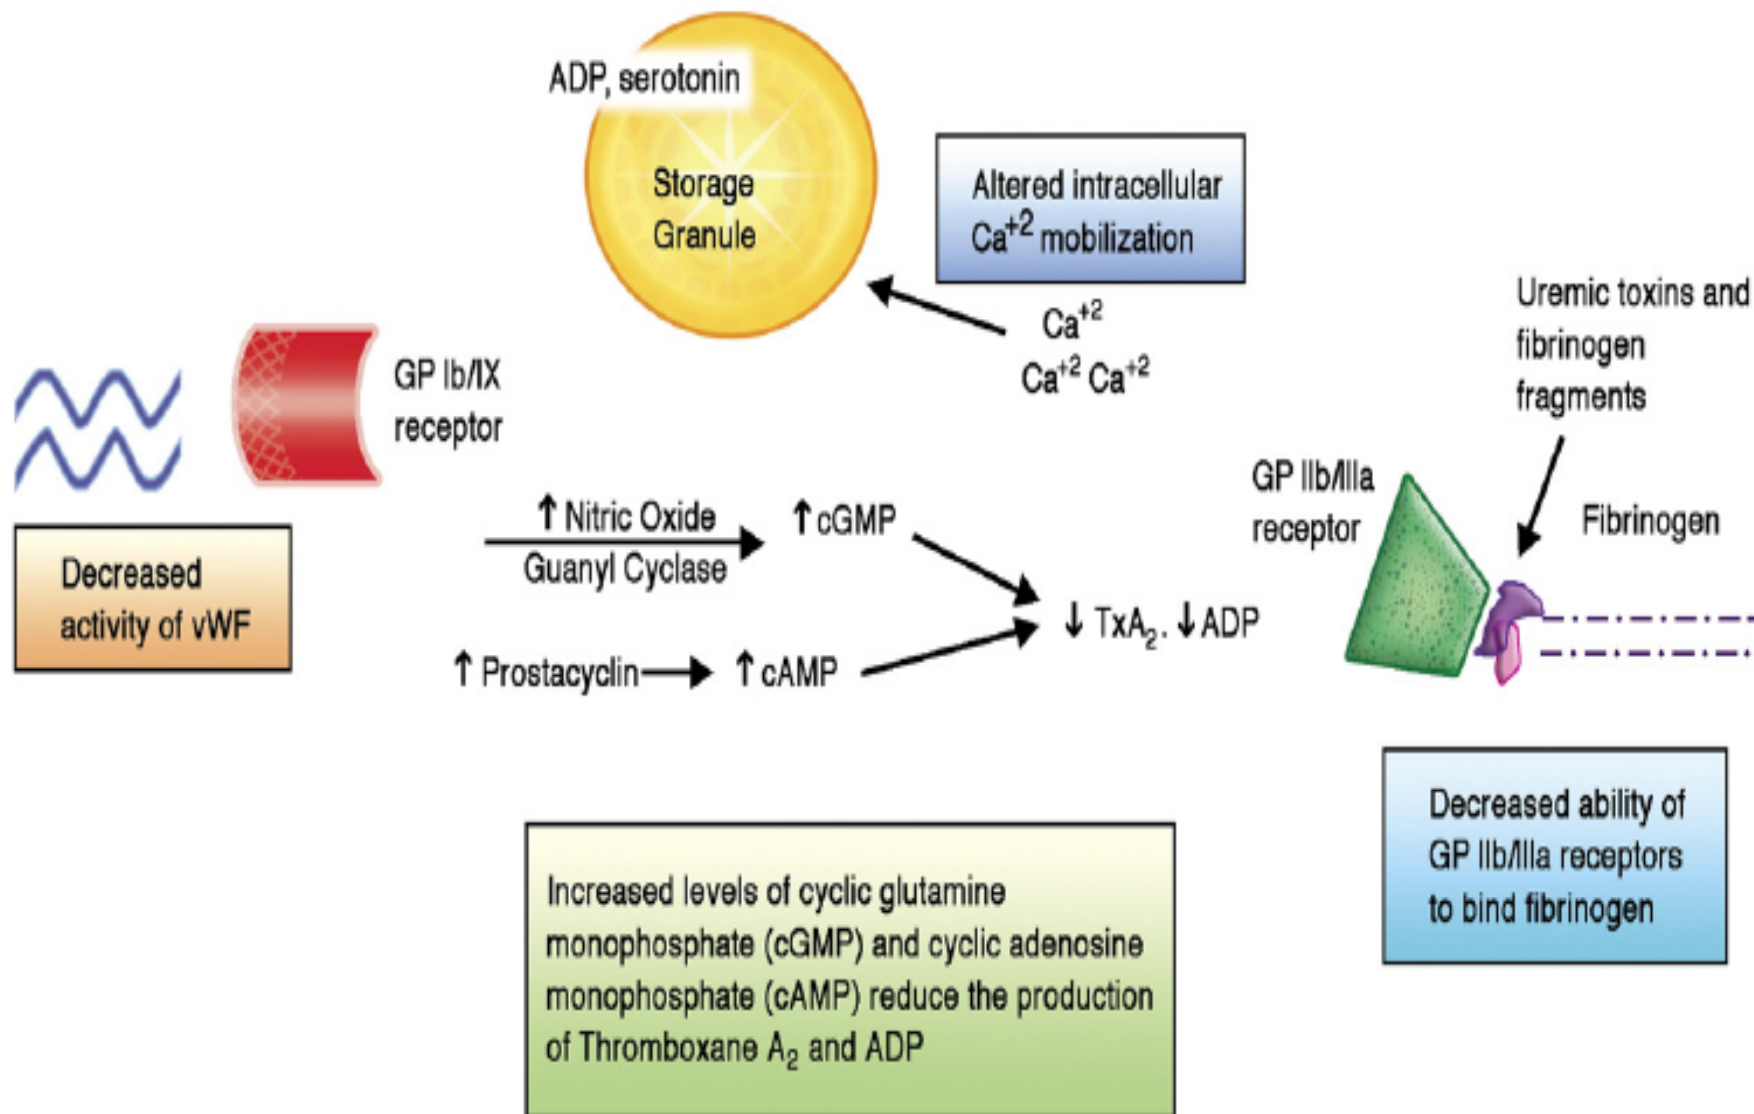 ADP, serotonin
Storage
Granule
Altered intracellular
Ca+2 mobilization
Ca+2
Ca+2 Ca+2
Uremic toxins and
fibrinogen
fragments
GP Ib/IX
receptor
GP IIb/IIIa
receptor
Fibrinogen
↑ Nitric Oxide
Guanyl Cyclase
↑ cGMP
Decreased
activity of vWF
↓ TxA2. ↓ ADP
↑ Prostacyclin
↑ cAMP
Increased levels of cyclic glutamine
monophosphate (cGMP) and cyclic adenosine
monophosphate (cAMP) reduce the production
of Thromboxane A2 and ADP
Decreased ability of
GP IIb/IIIa receptors
to bind fibrinogen